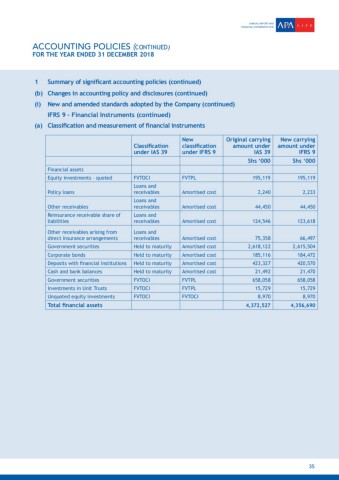 APA LIFE
ACCOUNTING POLICIES (CONTINUED)
FOR THE YEAR ENDED 31 DECEMBER 2018
1 Summary of significant accounting policies (continued)
(b) Changes in accounting policy and disclosures (continued)
(i) New and amended standards adopted by the Company (continued)
IFRS 9 – Financial Instruments (continued)
(a) Classification and measurement of financial instruments
Classification under IAS 39 New classification under IFRS 9 Original carrying amount under IAS 39 New carrying amount under IFRS 9
Shs '000 Shs '000
Financial assets
Equity investments - quoted FVTOCI FVTPL 195,119 195,119
Policy loans Loans and receivables Amortised cost 2,240 2,233
Other receivables Loans and receivables Amortised cost 44,450 44,450
Reinsurance receivable share of liabilities Loans and receivables Amortised cost 124,546 123,618
Other receivables arising from direct insurance arrangements Loans and receivables Amortised cost 75,358 66,497
Government securities Held to maturity Amortised cost 2,618,122 2,615,504
Corporate bonds Held to maturity Amortised cost 185,116 184,472
Deposits with financial institutions Held to maturity Amortised cost 423,327 420,570
Cash and bank balances Held to maturity Amortised cost 21,493 21,470
Government securities FVTOCI FVTPL 658,058 658,058
Investments in Unit Trusts FVTOCI FVTPL 15,729 15,729
Unquoted equity investments FVTOCI FVTOCI 8,970 8,970
Total financial assets 4,372,527 4,356,690
35